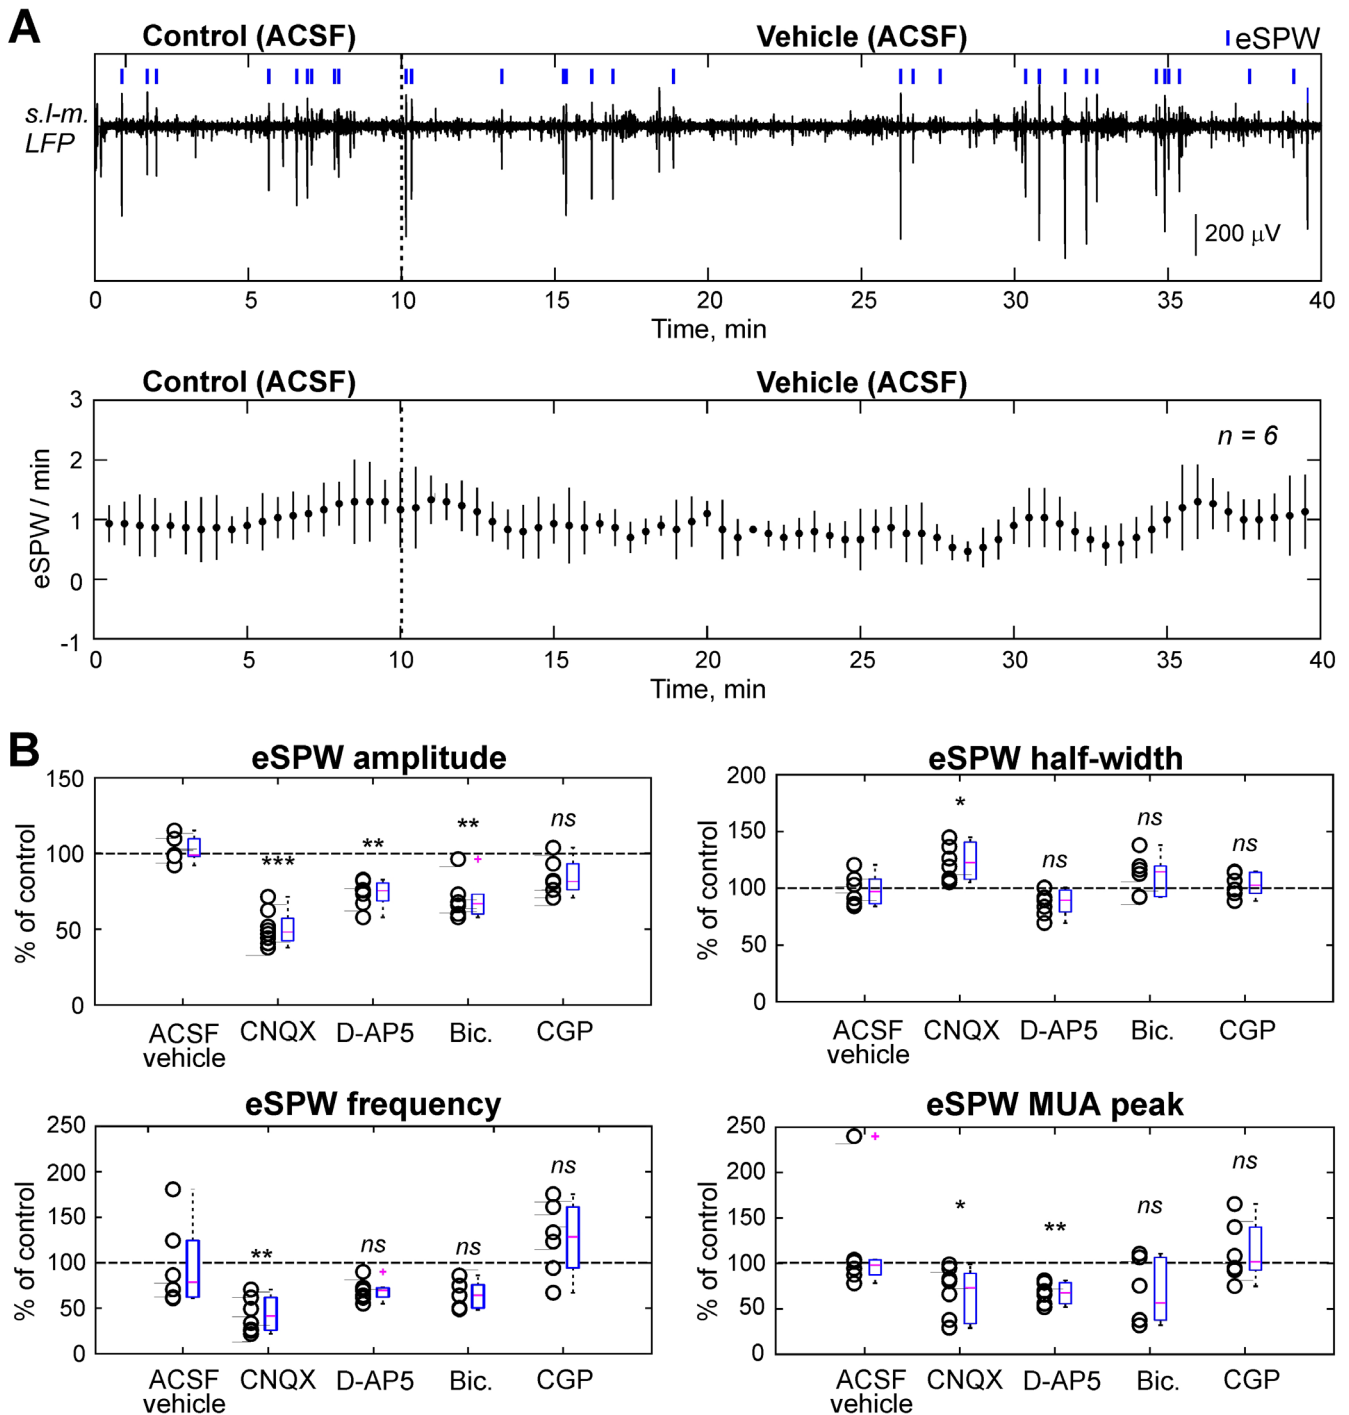 A
Control (ACSF)
Vehicle (ACSF)
eSPW
s.l-m.
LFP
200 μV
0 5 10 15 20 25 30 35 40
Time, min
Control (ACSF)
Vehicle (ACSF)
3
2
1
0
-1
eSPW / min
n = 6
0 5 10 15 20 25 30 35 40
Time, min
B
eSPW amplitude
150
100
50
0
% of control
***
**
**
ns
ACSF vehicle
CNQX
D-AP5
Bic.
CGP
eSPW half-width
200
150
100
50
0
% of control
*
ns
ns
ns
ACSF vehicle
CNQX
D-AP5
Bic.
CGP
eSPW frequency
250
200
150
100
50
0
% of control
**
ns
ns
ns
ACSF vehicle
CNQX
D-AP5
Bic.
CGP
eSPW MUA peak
250
200
150
100
50
0
% of control
*
**
ns
ns
ACSF vehicle
CNQX
D-AP5
Bic.
CGP